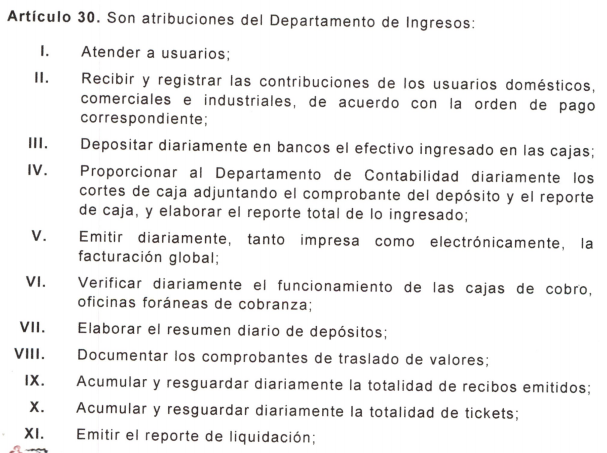 Artículo 30. Son atribuciones del Departamento de Ingresos:
I. Atender a usuarios;
II. Recibir y registrar las contribuciones de los usuarios domésticos,
comerciales e industriales, de acuerdo con la orden de pago
correspondiente;
III. Depositar diariamente en bancos el efectivo ingresado en las cajas;
IV. Proporcionar al Departamento de Contabilidad diariamente los
cortes de caja adjuntando el comprobante del depósito y el reporte
de caja, y elaborar el reporte total de lo ingresado;
V. Emitir diariamente, tanto impresa como electrónicamente, la
facturación global;
VI. Verificar diariamente el funcionamiento de las cajas de cobro,
oficinas foráneas de cobranza;
VII. Elaborar el resumen diario de depósitos;
VIII. Documentar los comprobantes de traslado de valores;
IX. Acumular y resguardar diariamente la totalidad de recibos emitidos;
X. Acumular y resguardar diariamente la totalidad de tickets;
XI. Emitir el reporte de liquidación;